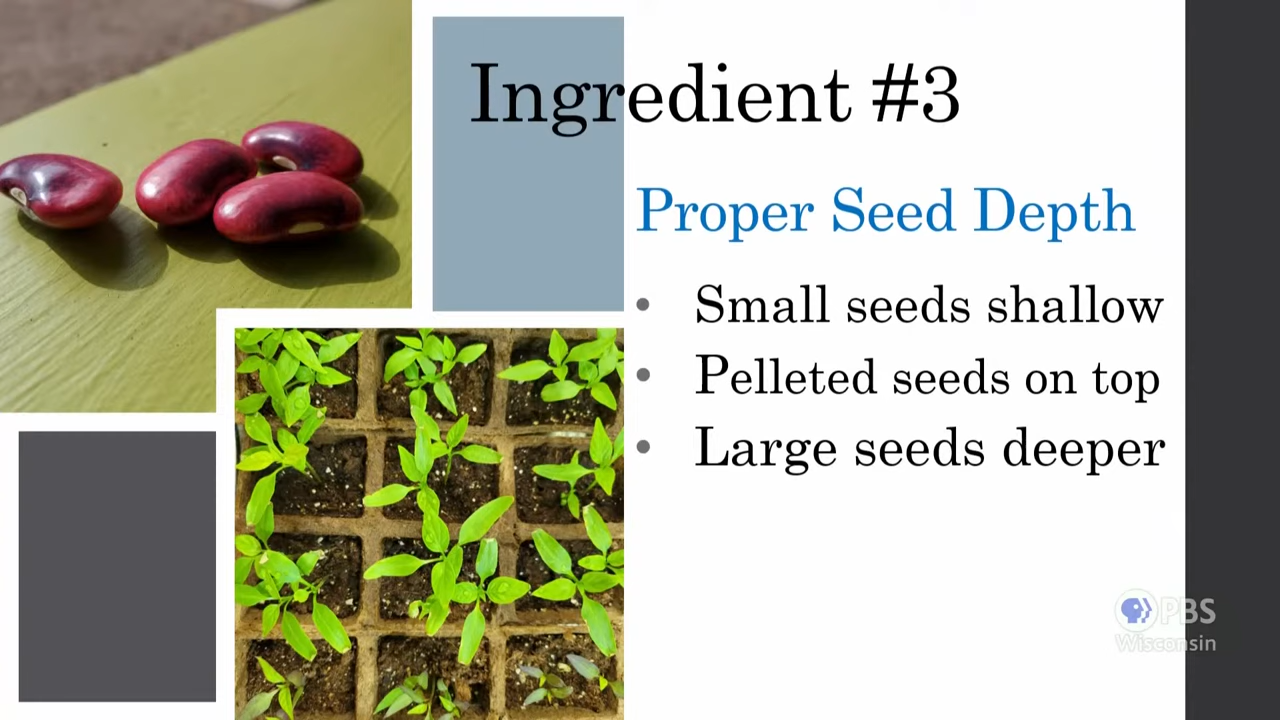 Ingredient #3
Proper Seed Depth
• Small seeds shallow
• Pelleted seeds on top
• Large seeds deeper
PBS
Wisconsin